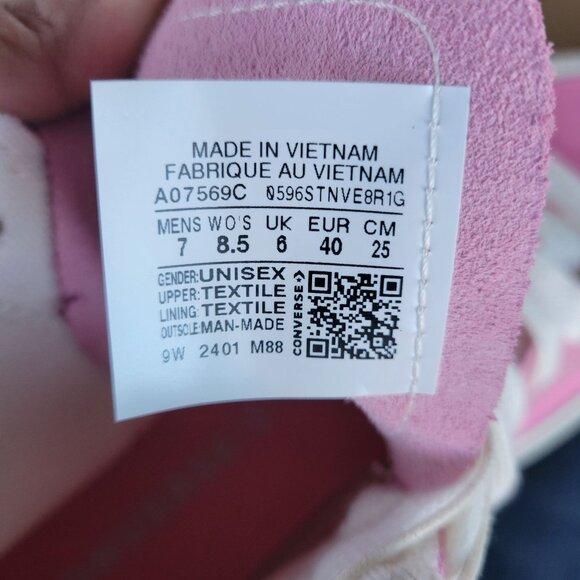 MADE IN VIETNAM
FABRIQUE AU VIETNAM
A07569C 0596STNVE8R1G
MENS WO'S UK EUR CM
7 8.5 6 40 25
GENDER: UNISEX
UPPER: TEXTILE
LINING: TEXTILE
OUTSOLE: MAN-MADE
9W 2401 M88
CONVERSE